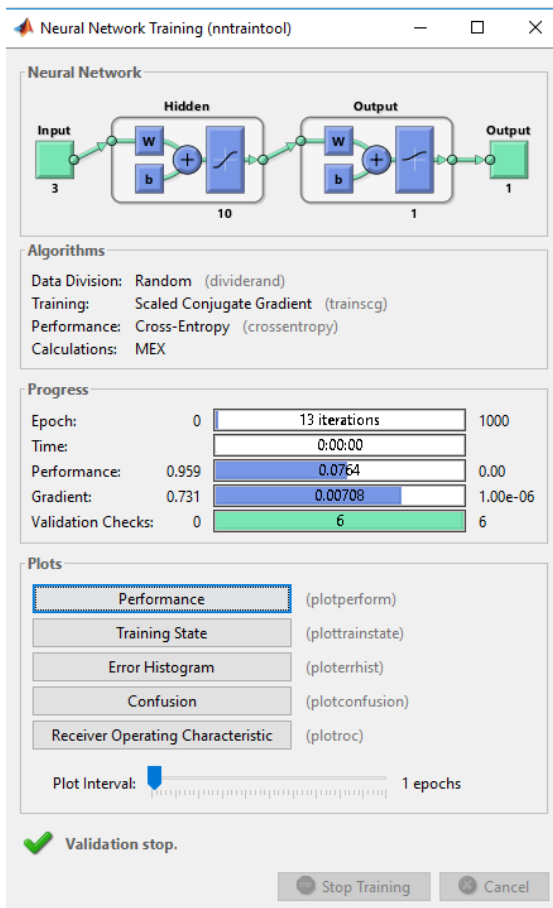 Neural Network Training (nntraintool)
Neural Network
Hidden
Output
Input
Output
W
W
b
b
3
10
1
1
Algorithms
Data Division: Random (dividerand)
Training: Scaled Conjugate Gradient (trainscg)
Performance: Cross-Entropy (crossentropy)
Calculations: MEX
Progress
Epoch: 0 13 iterations 1000
Time: 0:00:00
Performance: 0.959 0.0764 0.00
Gradient: 0.731 0.00708 1.00e-06
Validation Checks: 0 6 6
Plots
Performance (plotperform)
Training State (plottrainstate)
Error Histogram (ploterrhist)
Confusion (plotconfusion)
Receiver Operating Characteristic (plotroc)
Plot Interval: 1 epochs
Validation stop.
Stop Training Cancel